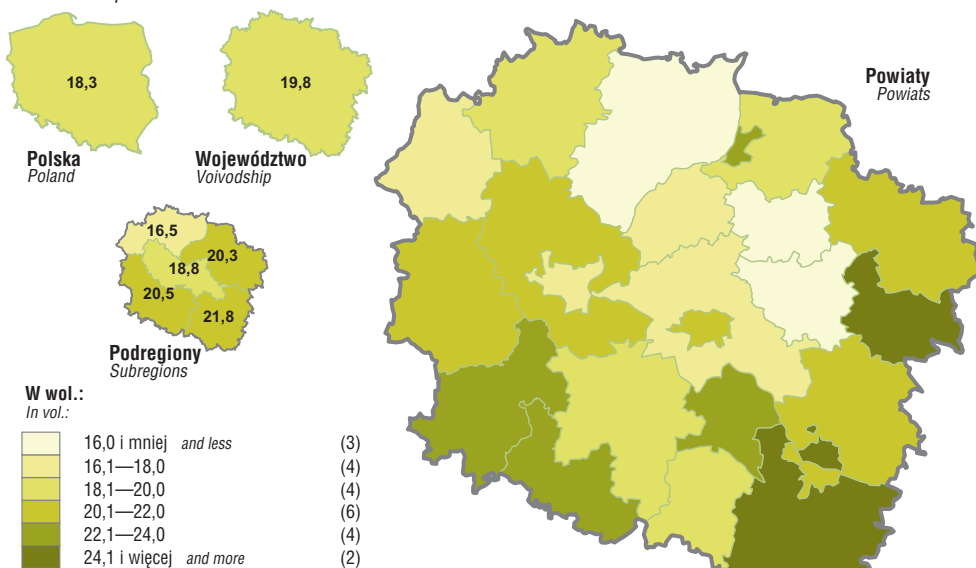 18,3
19,8
Polska
Poland
Województwo
Voivodship
Powiaty
Powiats
16,5
20,3
18,8
20,5
21,8
Podregiony
Subregions
W wol.:
In vol.:
16,0 i mniej and less (3)
16,1—18,0 (4)
18,1—20,0 (4)
20,1—22,0 (6)
22,1—24,0 (4)
24,1 i więcej and more (2)